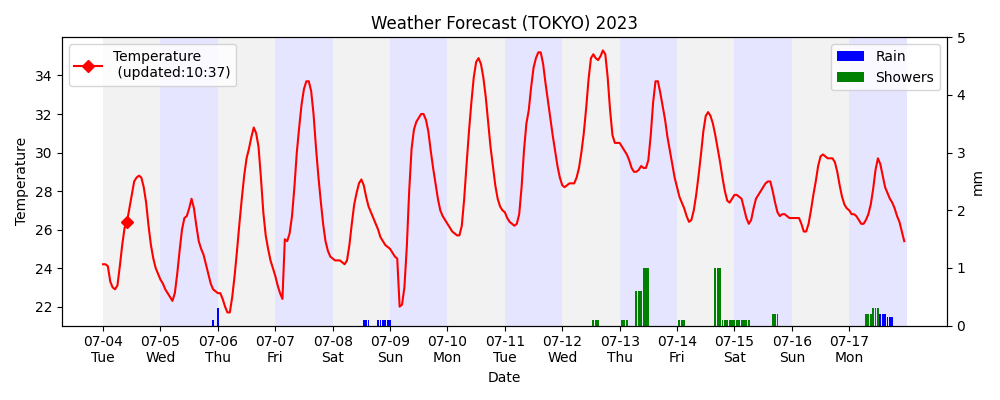 Weather Forecast (TOKYO) 2023
Temperature
(updated:10:37)
Rain
Showers
Temperature
34
32
30
28
26
24
22
5
4
3
2
1
0
mm
07-04 07-05 07-06 07-07 07-08 07-09 07-10 07-11 07-12 07-13 07-14 07-15 07-16 07-17
Tue Wed Thu Fri Sat Sun Mon Tue Wed Thu Fri Sat Sun Mon
Date